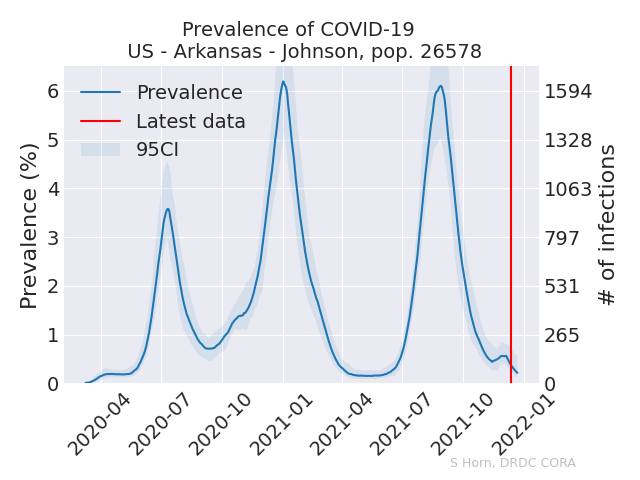 Prevalence of COVID-19
US - Arkansas - Johnson, pop. 26578
Prevalence
Latest data
95CI
Prevalence (%)
6
5
4
3
2
1
0
1594
1328
1063
797
531
265
0
# of infections
2020-04
2020-07
2020-10
2021-01
2021-04
2021-07
2021-10
2022-01
S Horn, DRDC CORA